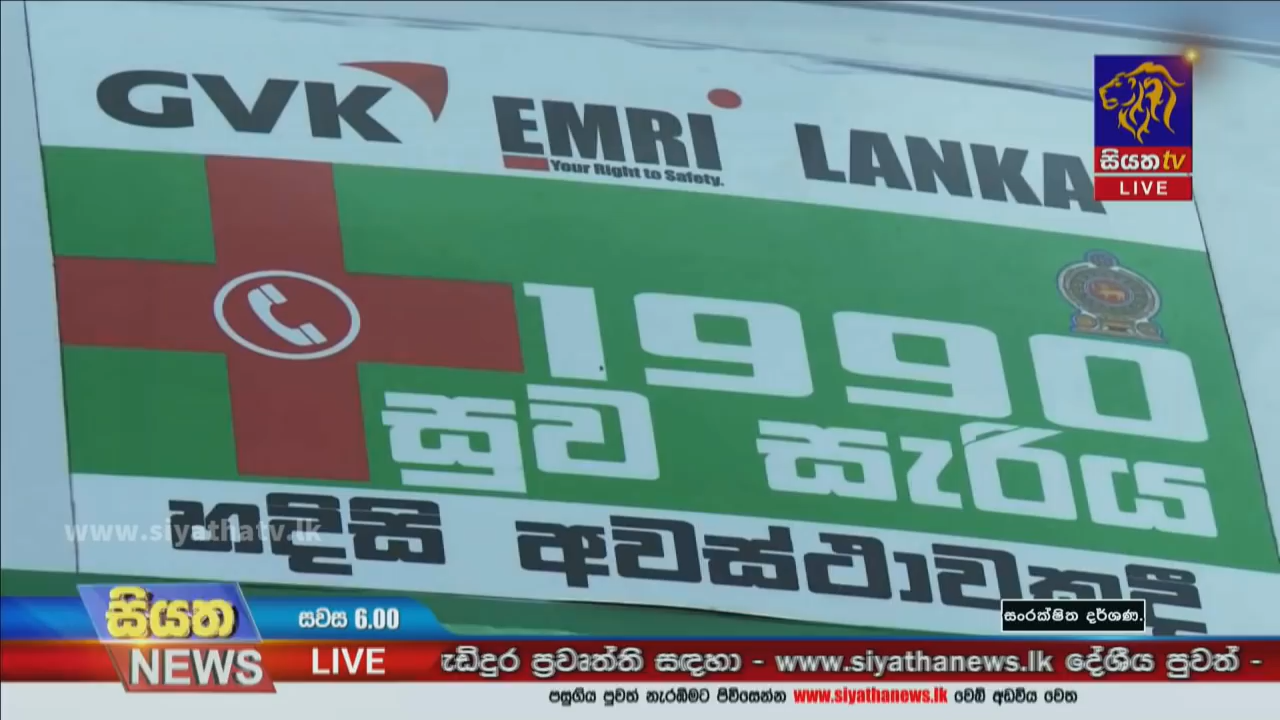 GVK EMRI LANKA
Your Right to Safety.
සියත tv
LIVE
1990
සුව සැරිය
හදිසි අවස්ථාවකදී
www.siyathatv.lk
සංරක්ෂිත දර්ශණ.
සියත
NEWS
සවස 6.00
LIVE
ප්‍රවෘත්ති සඳහා - www.siyathanews.lk දේශීය පුවත් -
පසුගිය පුවත් නැරඹීමට පිවිසෙන්න www.siyathanews.lk වෙබ් අඩවිය වෙත